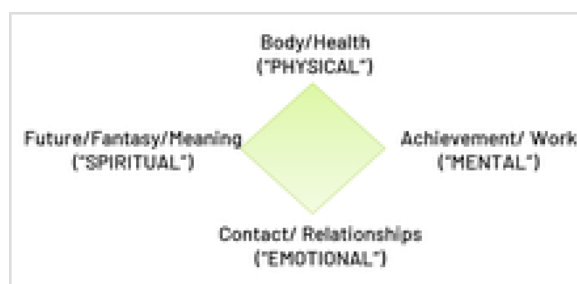 Body/Health
("PHYSICAL")
Future/Fantasy/Meaning
("SPIRITUAL")
Achievement/ Work
("MENTAL")
Contact/ Relationships
("EMOTIONAL")